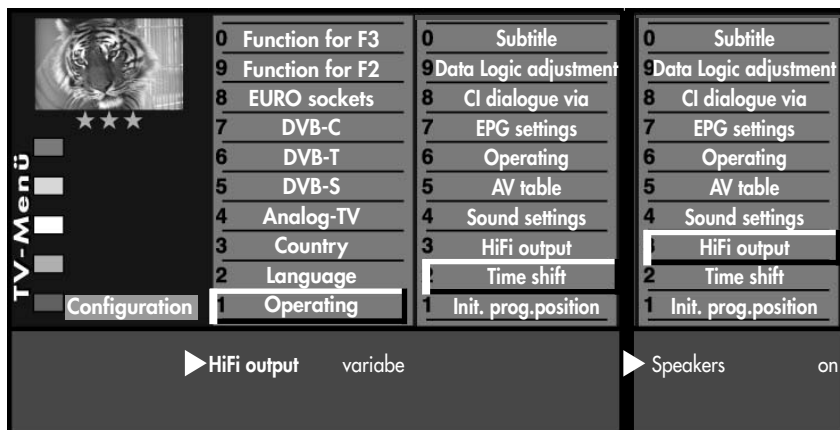 TV-Menü
Configuration
0 Function for F3
9 Function for F2
8 EURO sockets
7 DVB-C
6 DVB-T
5 DVB-S
4 Analog-TV
3 Country
2 Language
1 Operating
0 Subtitle
9 Data Logic adjustment
8 CI dialogue via
7 EPG settings
6 Operating
5 AV table
4 Sound settings
3 HiFi output
2 Time shift
1 Init. prog.position
0 Subtitle
9 Data Logic adjustment
8 CI dialogue via
7 EPG settings
6 Operating
5 AV table
4 Sound settings
3 HiFi output
2 Time shift
1 Init. prog.position
HiFi output variabe
Speakers on